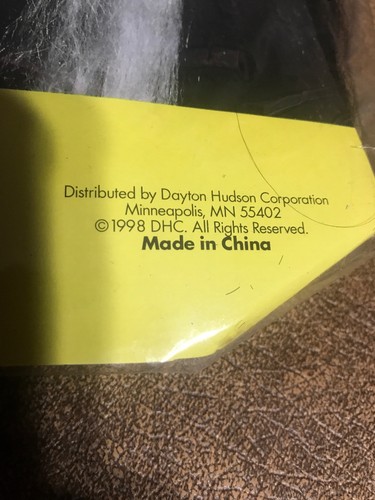 Distributed by Dayton Hudson Corporation
Minneapolis, MN 55402
©1998 DHC. All Rights Reserved.
Made in China